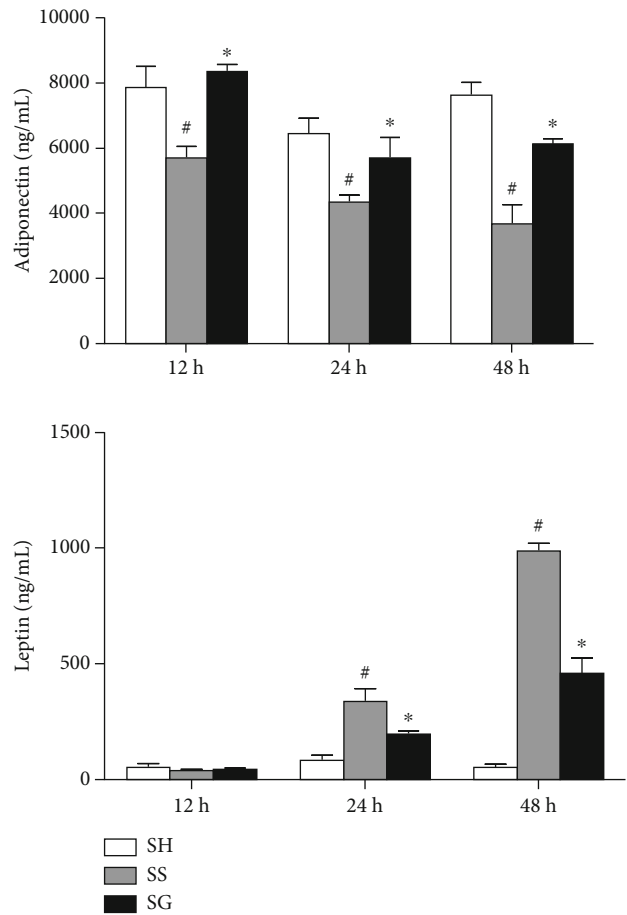 10000
8000
6000
4000
2000
0
Adiponectin (ng/mL)
*
#
*
#
*
#
12 h 24 h 48 h
1500
1000
500
0
Leptin (ng/mL)
#
*
#
*
12 h 24 h 48 h
SH
SS
SG